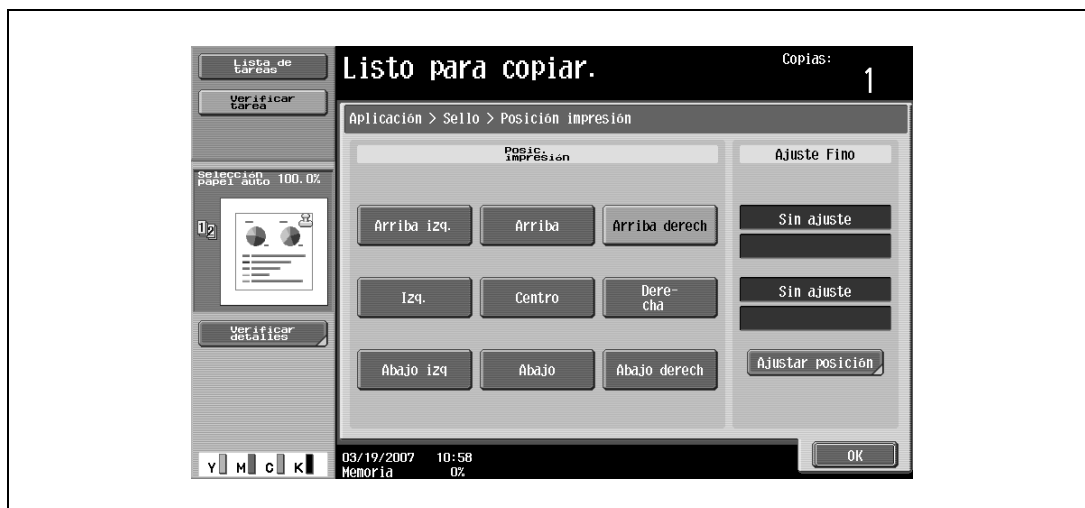 Lista de
tareas
Verificar
tarea
Listo para copiar.
Copias:
1
Aplicación > Sello > Posición impresión
Posic.
impresión
Ajuste Fino
Selección
papel auto 100.0%
12
Arriba izq.
Arriba
Arriba derech
Sin ajuste
Izq.
Centro
Dere-
cha
Sin ajuste
Verificar
detalles
Abajo izq
Abajo
Abajo derech
Ajustar posición
OK
Y M C K
03/19/2007 10:58
Memoria 0%